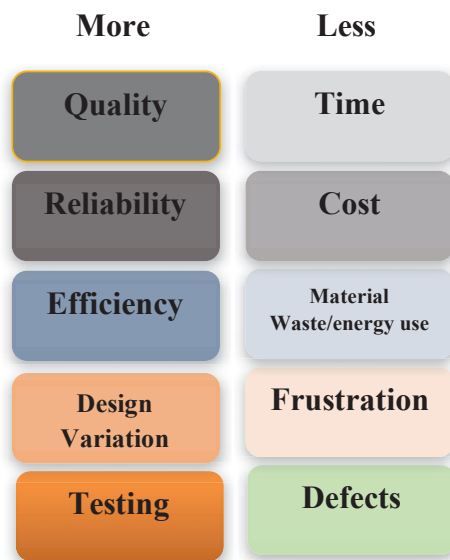 More
Less
Quality
Time
Reliability
Cost
Efficiency
Material
Waste/energy use
Design
Variation
Frustration
Testing
Defects